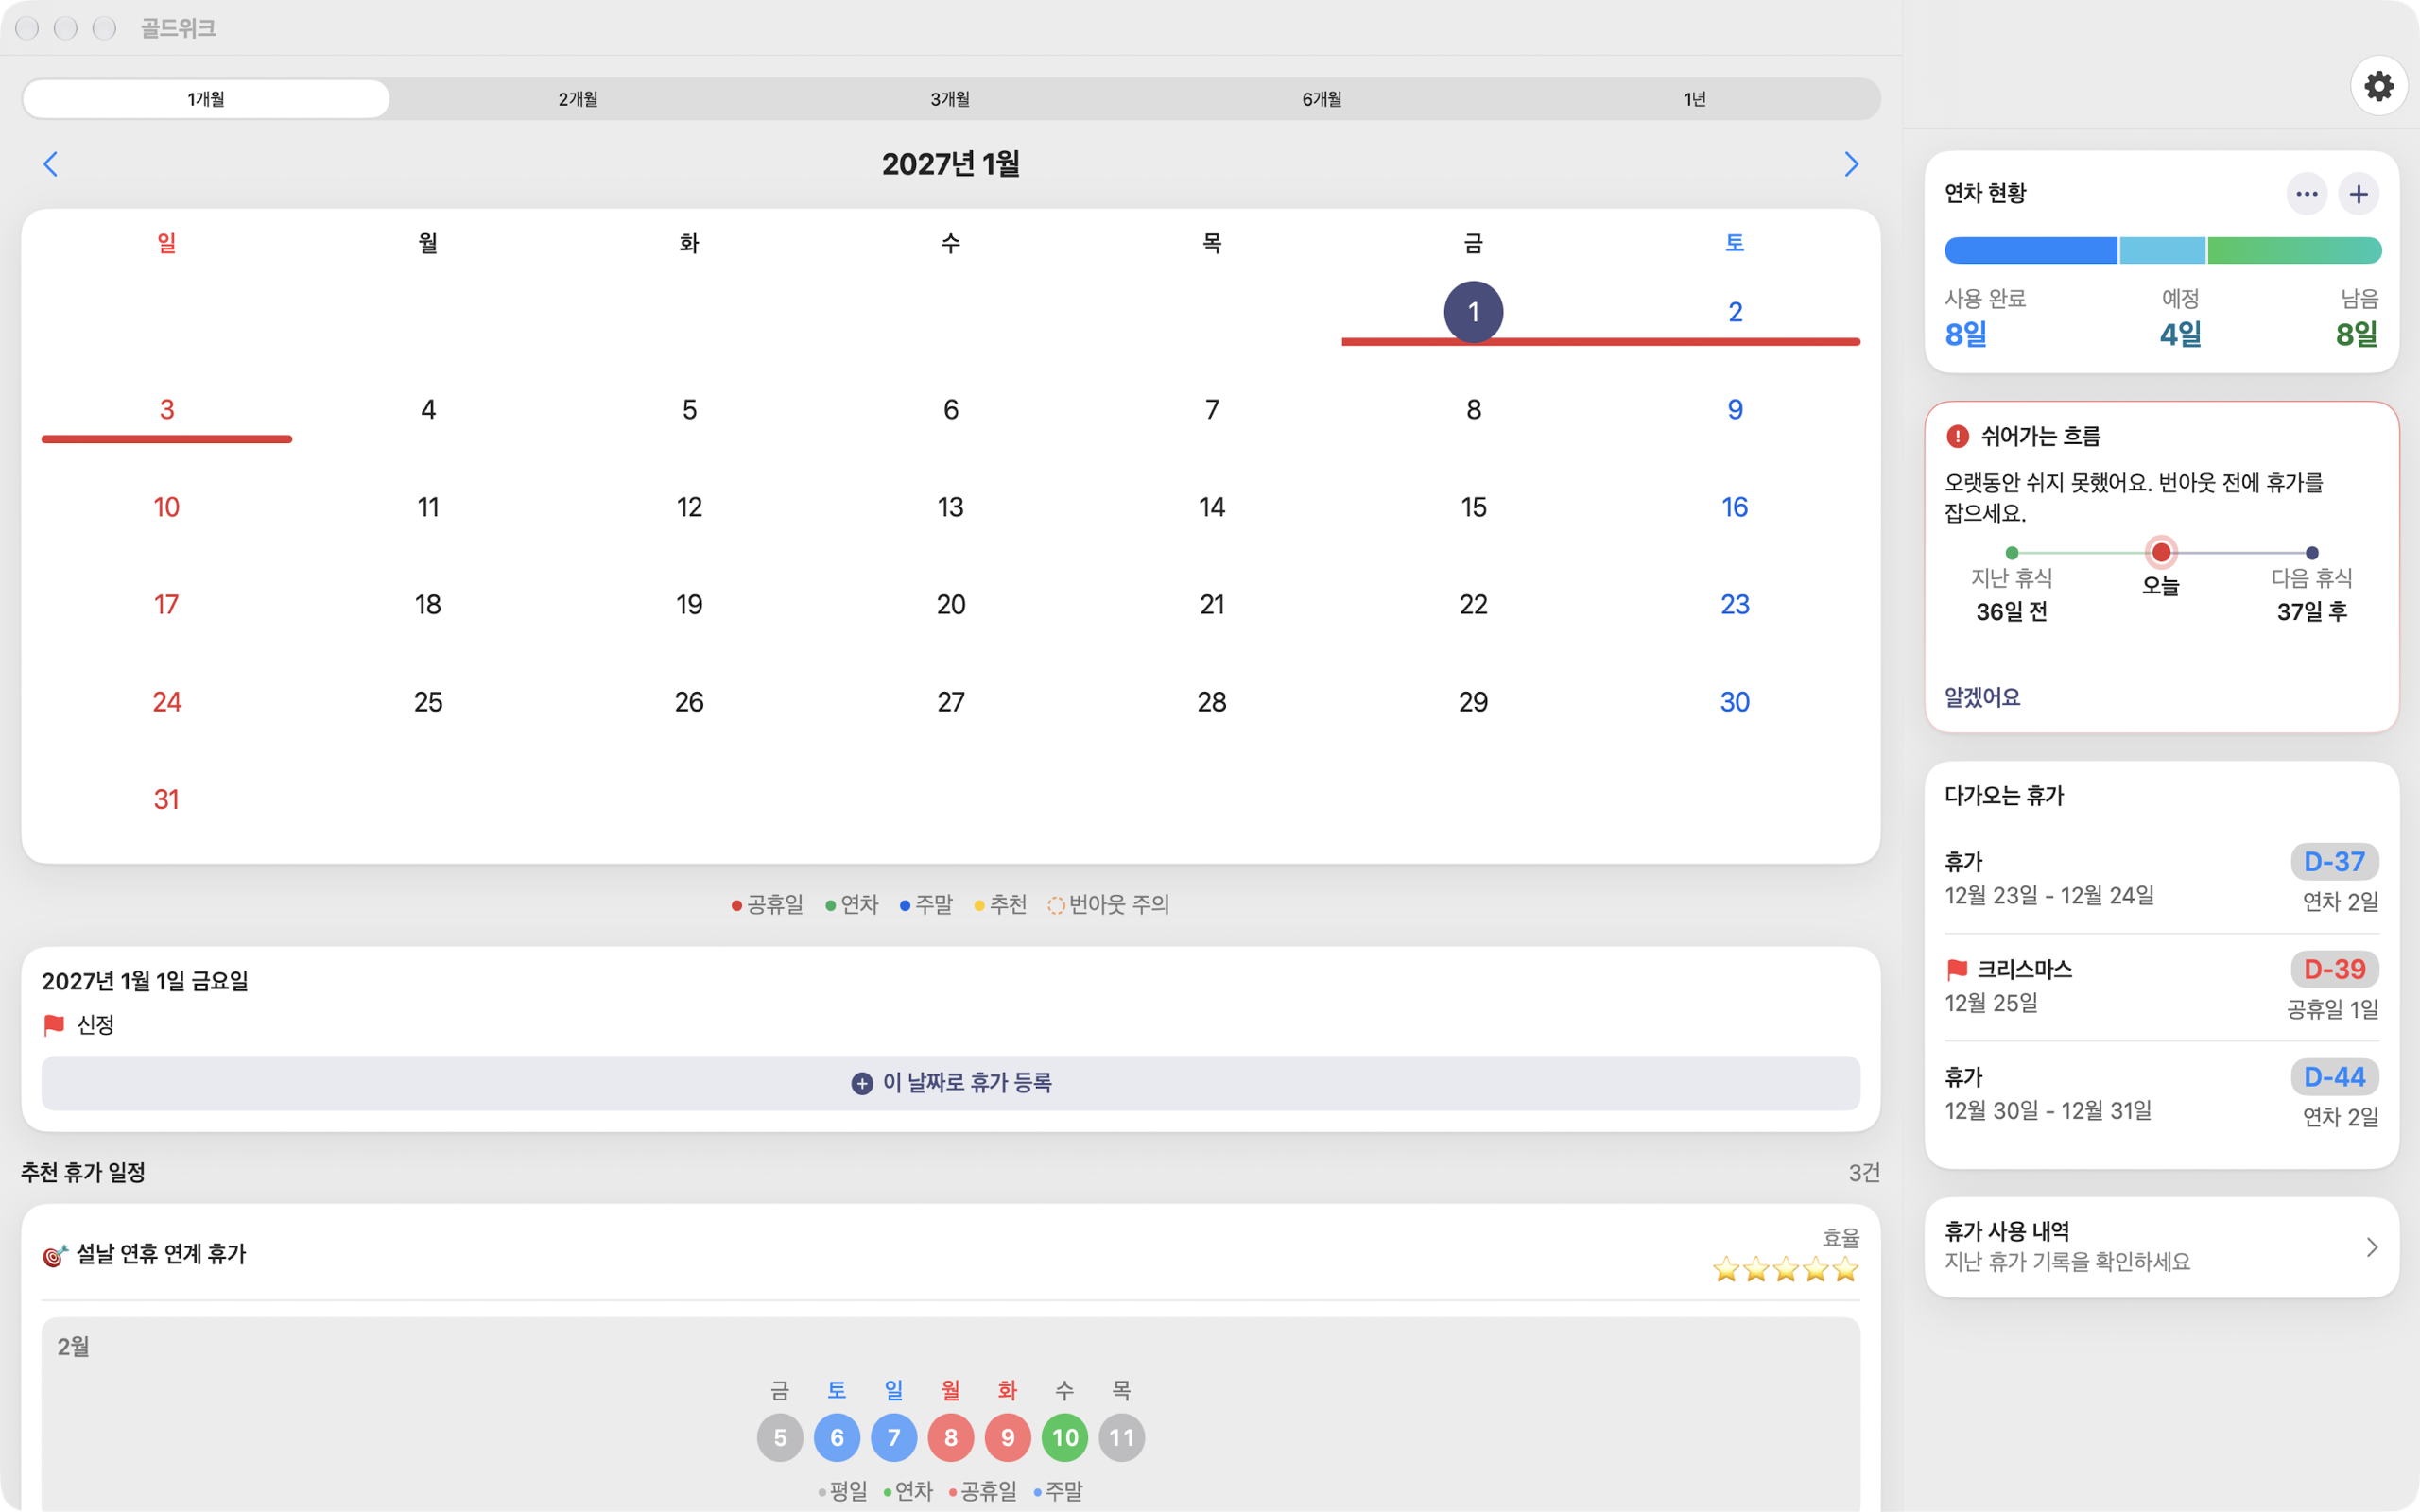 골드위크
1개월 2개월 3개월 6개월 1년
2027년 1월
일 월 화 수 목 금 토
1 2
3 4 5 6 7 8 9
10 11 12 13 14 15 16
17 18 19 20 21 22 23
24 25 26 27 28 29 30
31
공휴일 연차 주말 추천 번아웃 주의
2027년 1월 1일 금요일
신정
이 날짜로 휴가 등록
추천 휴가 일정 3건
설날 연휴 연계 휴가 효율
2월
금 토 일 월 화 수 목
5 6 7 8 9 10 11
평일 연차 공휴일 주말
연차 현황
사용 완료 예정 남음
8일 4일 8일
쉬어가는 흐름
오랫동안 쉬지 못했어요. 번아웃 전에 휴가를
잡으세요.
지난 휴식 오늘 다음 휴식
36일 전 37일 후
알겠어요
다가오는 휴가
휴가 D-37
12월 23일 - 12월 24일 연차 2일
크리스마스 D-39
12월 25일 공휴일 1일
휴가 D-44
12월 30일 - 12월 31일 연차 2일
휴가 사용 내역
지난 휴가 기록을 확인하세요